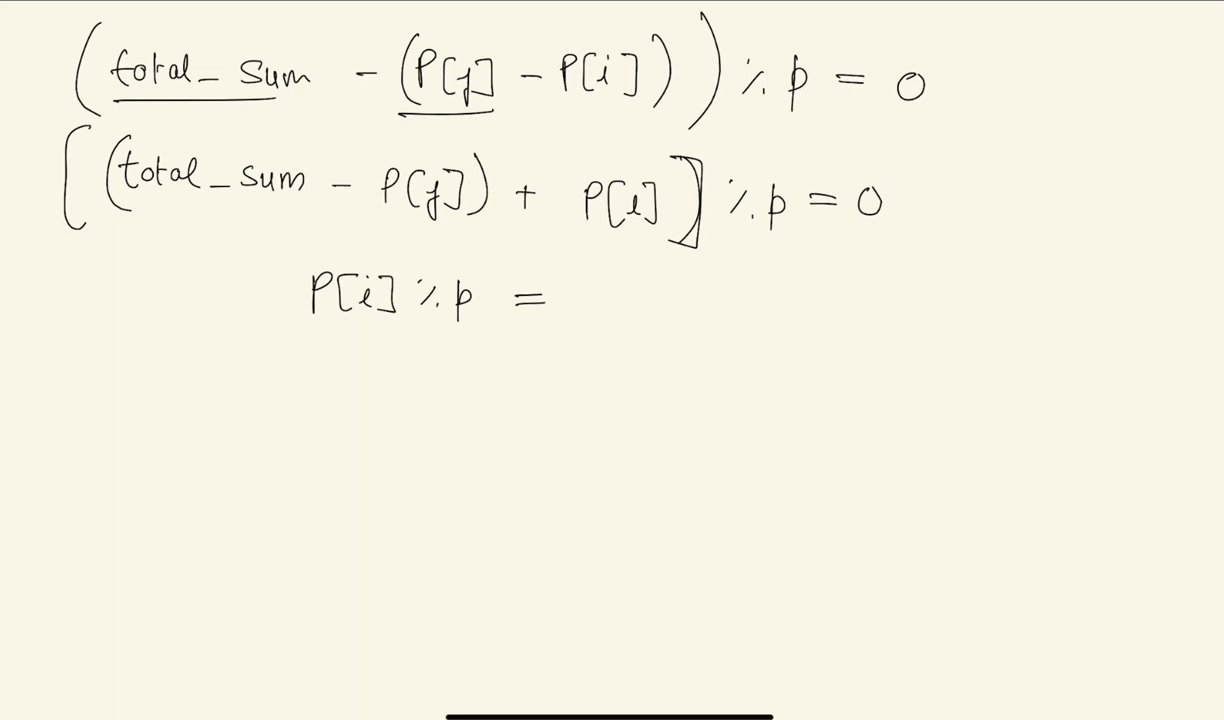 (total_sum - (P[j] - P[i])) % p = 0
[(total_sum - P[j]) + P[i]] % p = 0
P[i] % p =